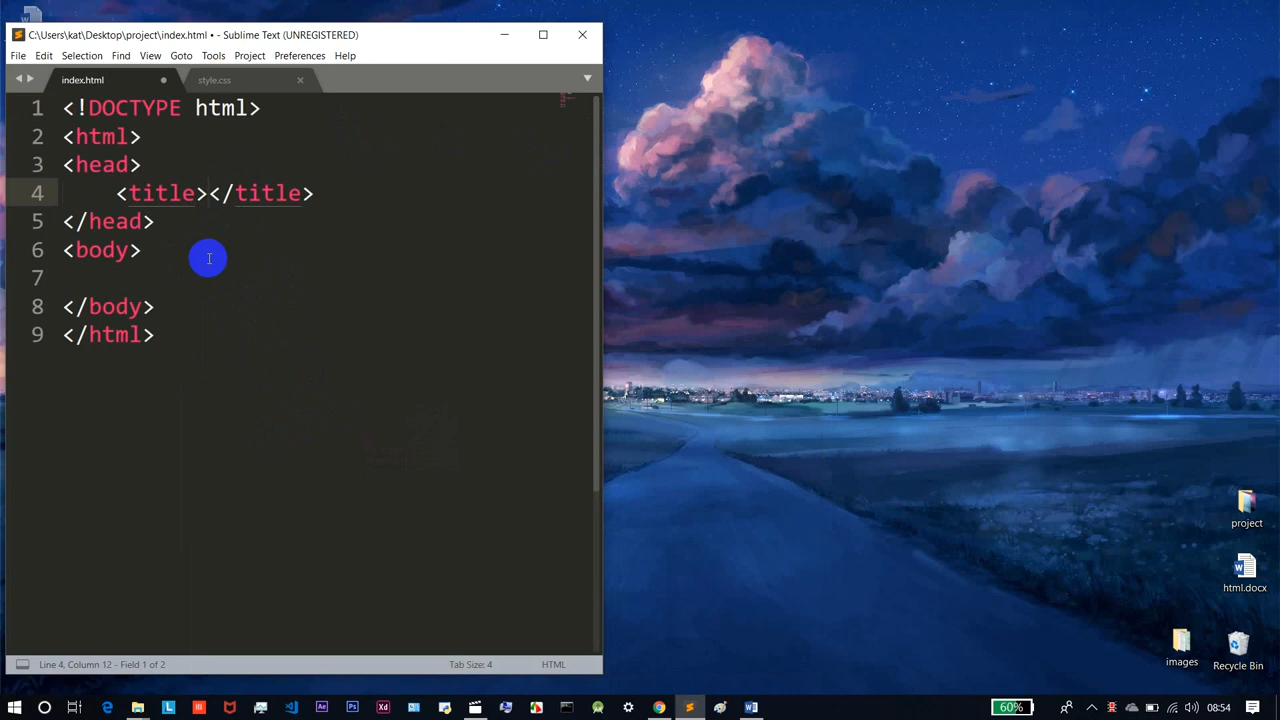 C:\Users\kat\Desktop\project\index.html • - Sublime Text (UNREGISTERED)
File Edit Selection Find View Goto Tools Project Preferences Help
index.html style.css
1 <!DOCTYPE html>
2 <html>
3 <head>
4 <title></title>
5 </head>
6 <body>
7
8 </body>
9 </html>
project
html.docx
images
Recycle Bin
Line 4, Column 12 - Field 1 of 2 Tab Size: 4 HTML
60% 08:54